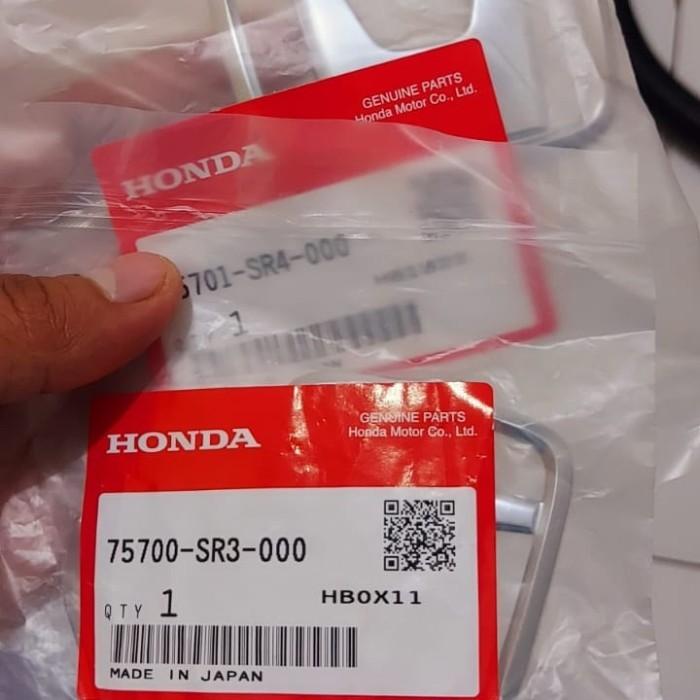 GENUINE PARTS
Honda Motor Co., Ltd.
HONDA
5701-SR4-000
1
GENUINE PARTS
Honda Motor Co., Ltd.
HONDA
75700-SR3-000
QTY 1
HB0X11
MADE IN JAPAN